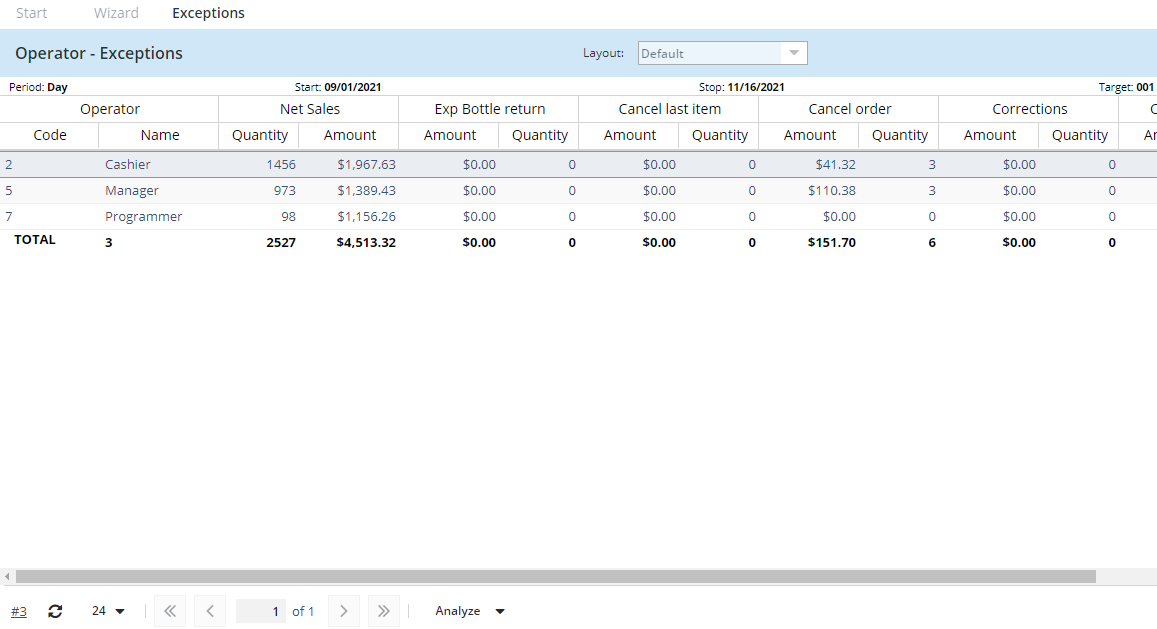 Start Wizard Exceptions
Operator - Exceptions Layout: Default
Period: Day Start: 09/01/2021 Stop: 11/16/2021 Target: 001
Operator Net Sales Exp Bottle return Cancel last item Cancel order Corrections
Code Name Quantity Amount Amount Quantity Amount Quantity Amount Quantity Amount Quantity
2 Cashier 1456 $1,967.63 $0.00 0 $0.00 0 $41.32 3 $0.00 0
5 Manager 973 $1,389.43 $0.00 0 $0.00 0 $110.38 3 $0.00 0
7 Programmer 98 $1,156.26 $0.00 0 $0.00 0 $0.00 0 $0.00 0
TOTAL 3 2527 $4,513.32 $0.00 0 $0.00 0 $151.70 6 $0.00 0
#3 24 1 of 1 Analyze